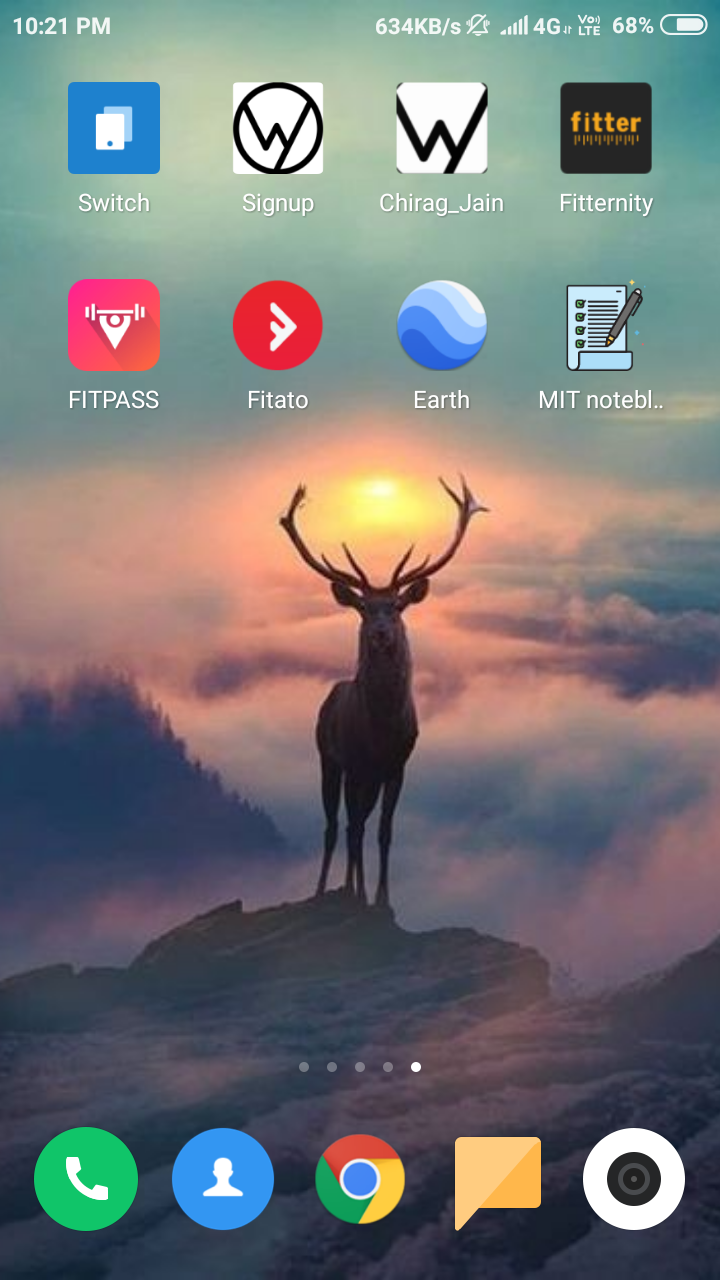 10:21 PM 634KB/s 4G Vo)) LTE 68%
Switch Signup Chirag_Jain Fitternity
fitter
FITPASS Fitato Earth MIT notebl..